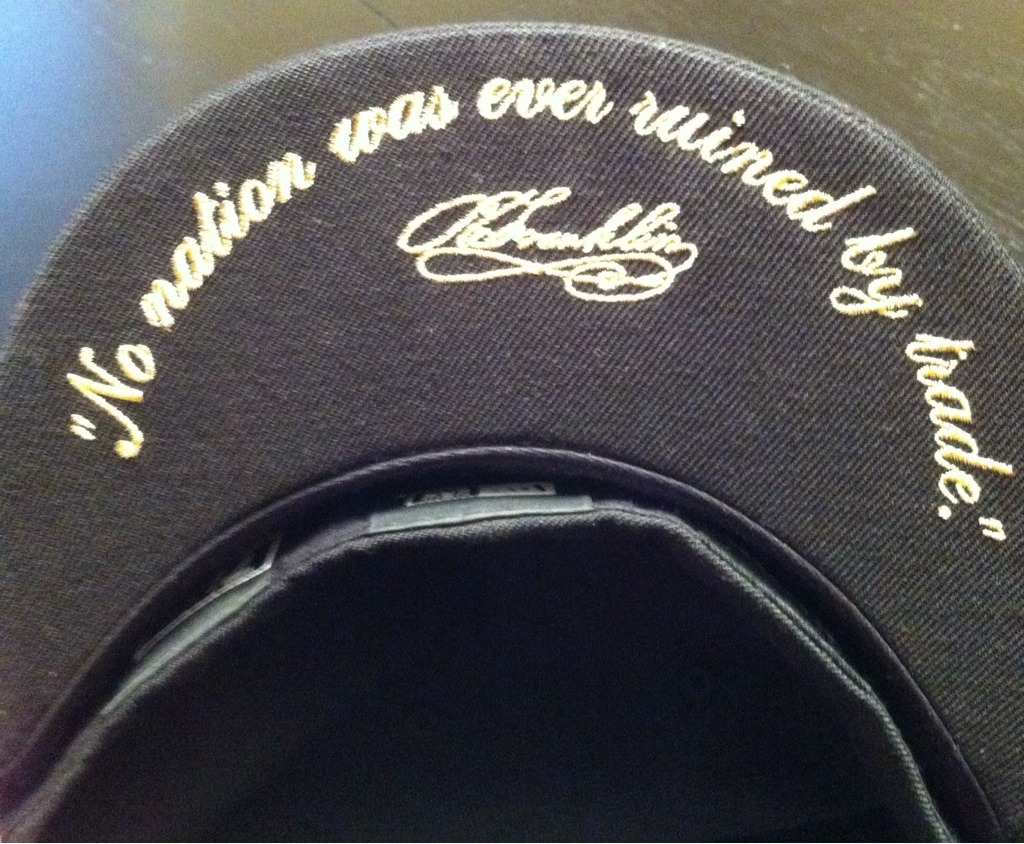 "No nation was ever ruined by trade."
B Franklin